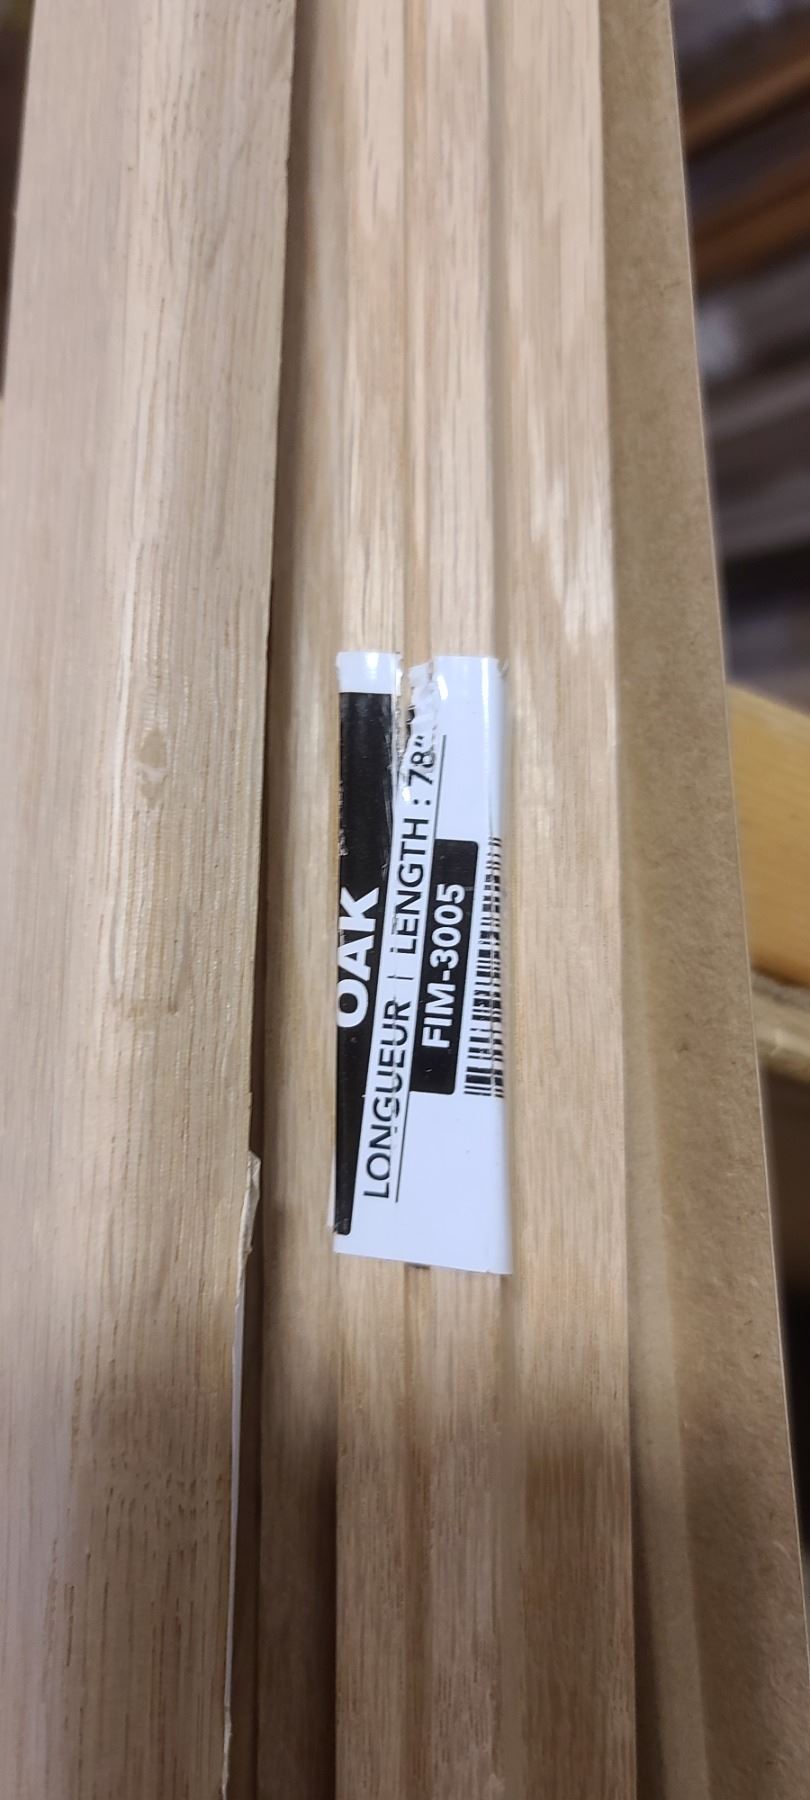 OAK
LONGUEUR | LENGTH : 78"
FIM-3005